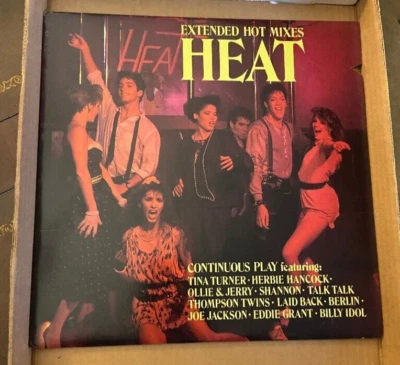 EXTENDED HOT MIXES
HEAT
HEAT
CONTINUOUS PLAY featuring:
TINA TURNER · HERBIE HANCOCK ·
OLLIE & JERRY · SHANNON · TALK TALK
THOMPSON TWINS · LAID BACK · BERLIN ·
JOE JACKSON · EDDIE GRANT · BILLY IDOL